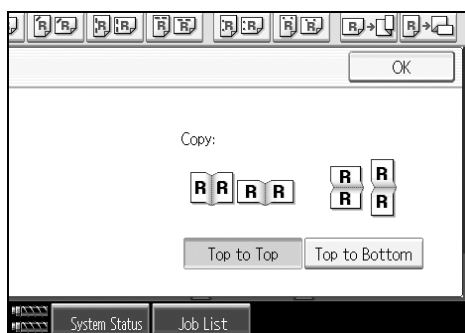 R R R R R R R R R R R R
OK
Copy:
R R R R R R
R R
Top to Top Top to Bottom
System Status Job List